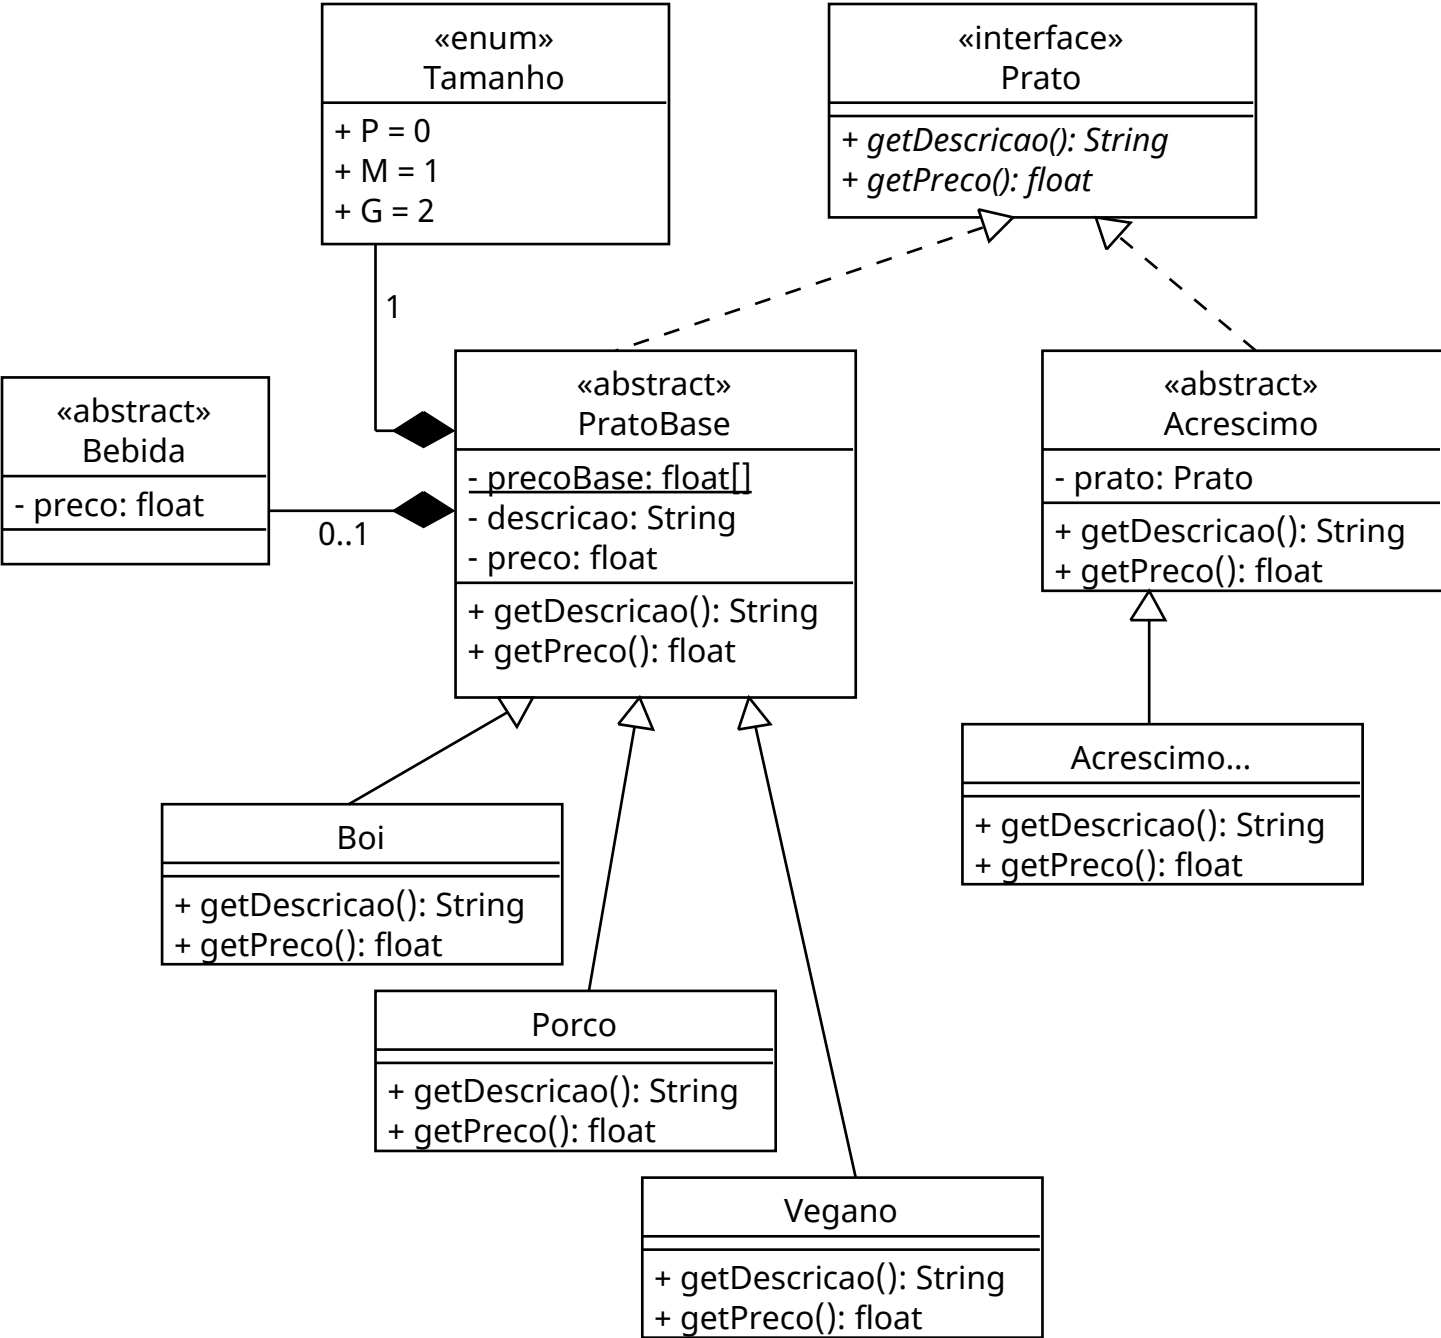 «enum»
Tamanho
+ P = 0
+ M = 1
+ G = 2
«interface»
Prato
+ getDescricao(): String
+ getPreco(): float
1
«abstract»
Bebida
- preco: float
0..1
«abstract»
PratoBase
- precoBase: float[]
- descricao: String
- preco: float
+ getDescricao(): String
+ getPreco(): float
«abstract»
Acrescimo
- prato: Prato
+ getDescricao(): String
+ getPreco(): float
Acrescimo...
+ getDescricao(): String
+ getPreco(): float
Boi
+ getDescricao(): String
+ getPreco(): float
Porco
+ getDescricao(): String
+ getPreco(): float
Vegano
+ getDescricao(): String
+ getPreco(): float